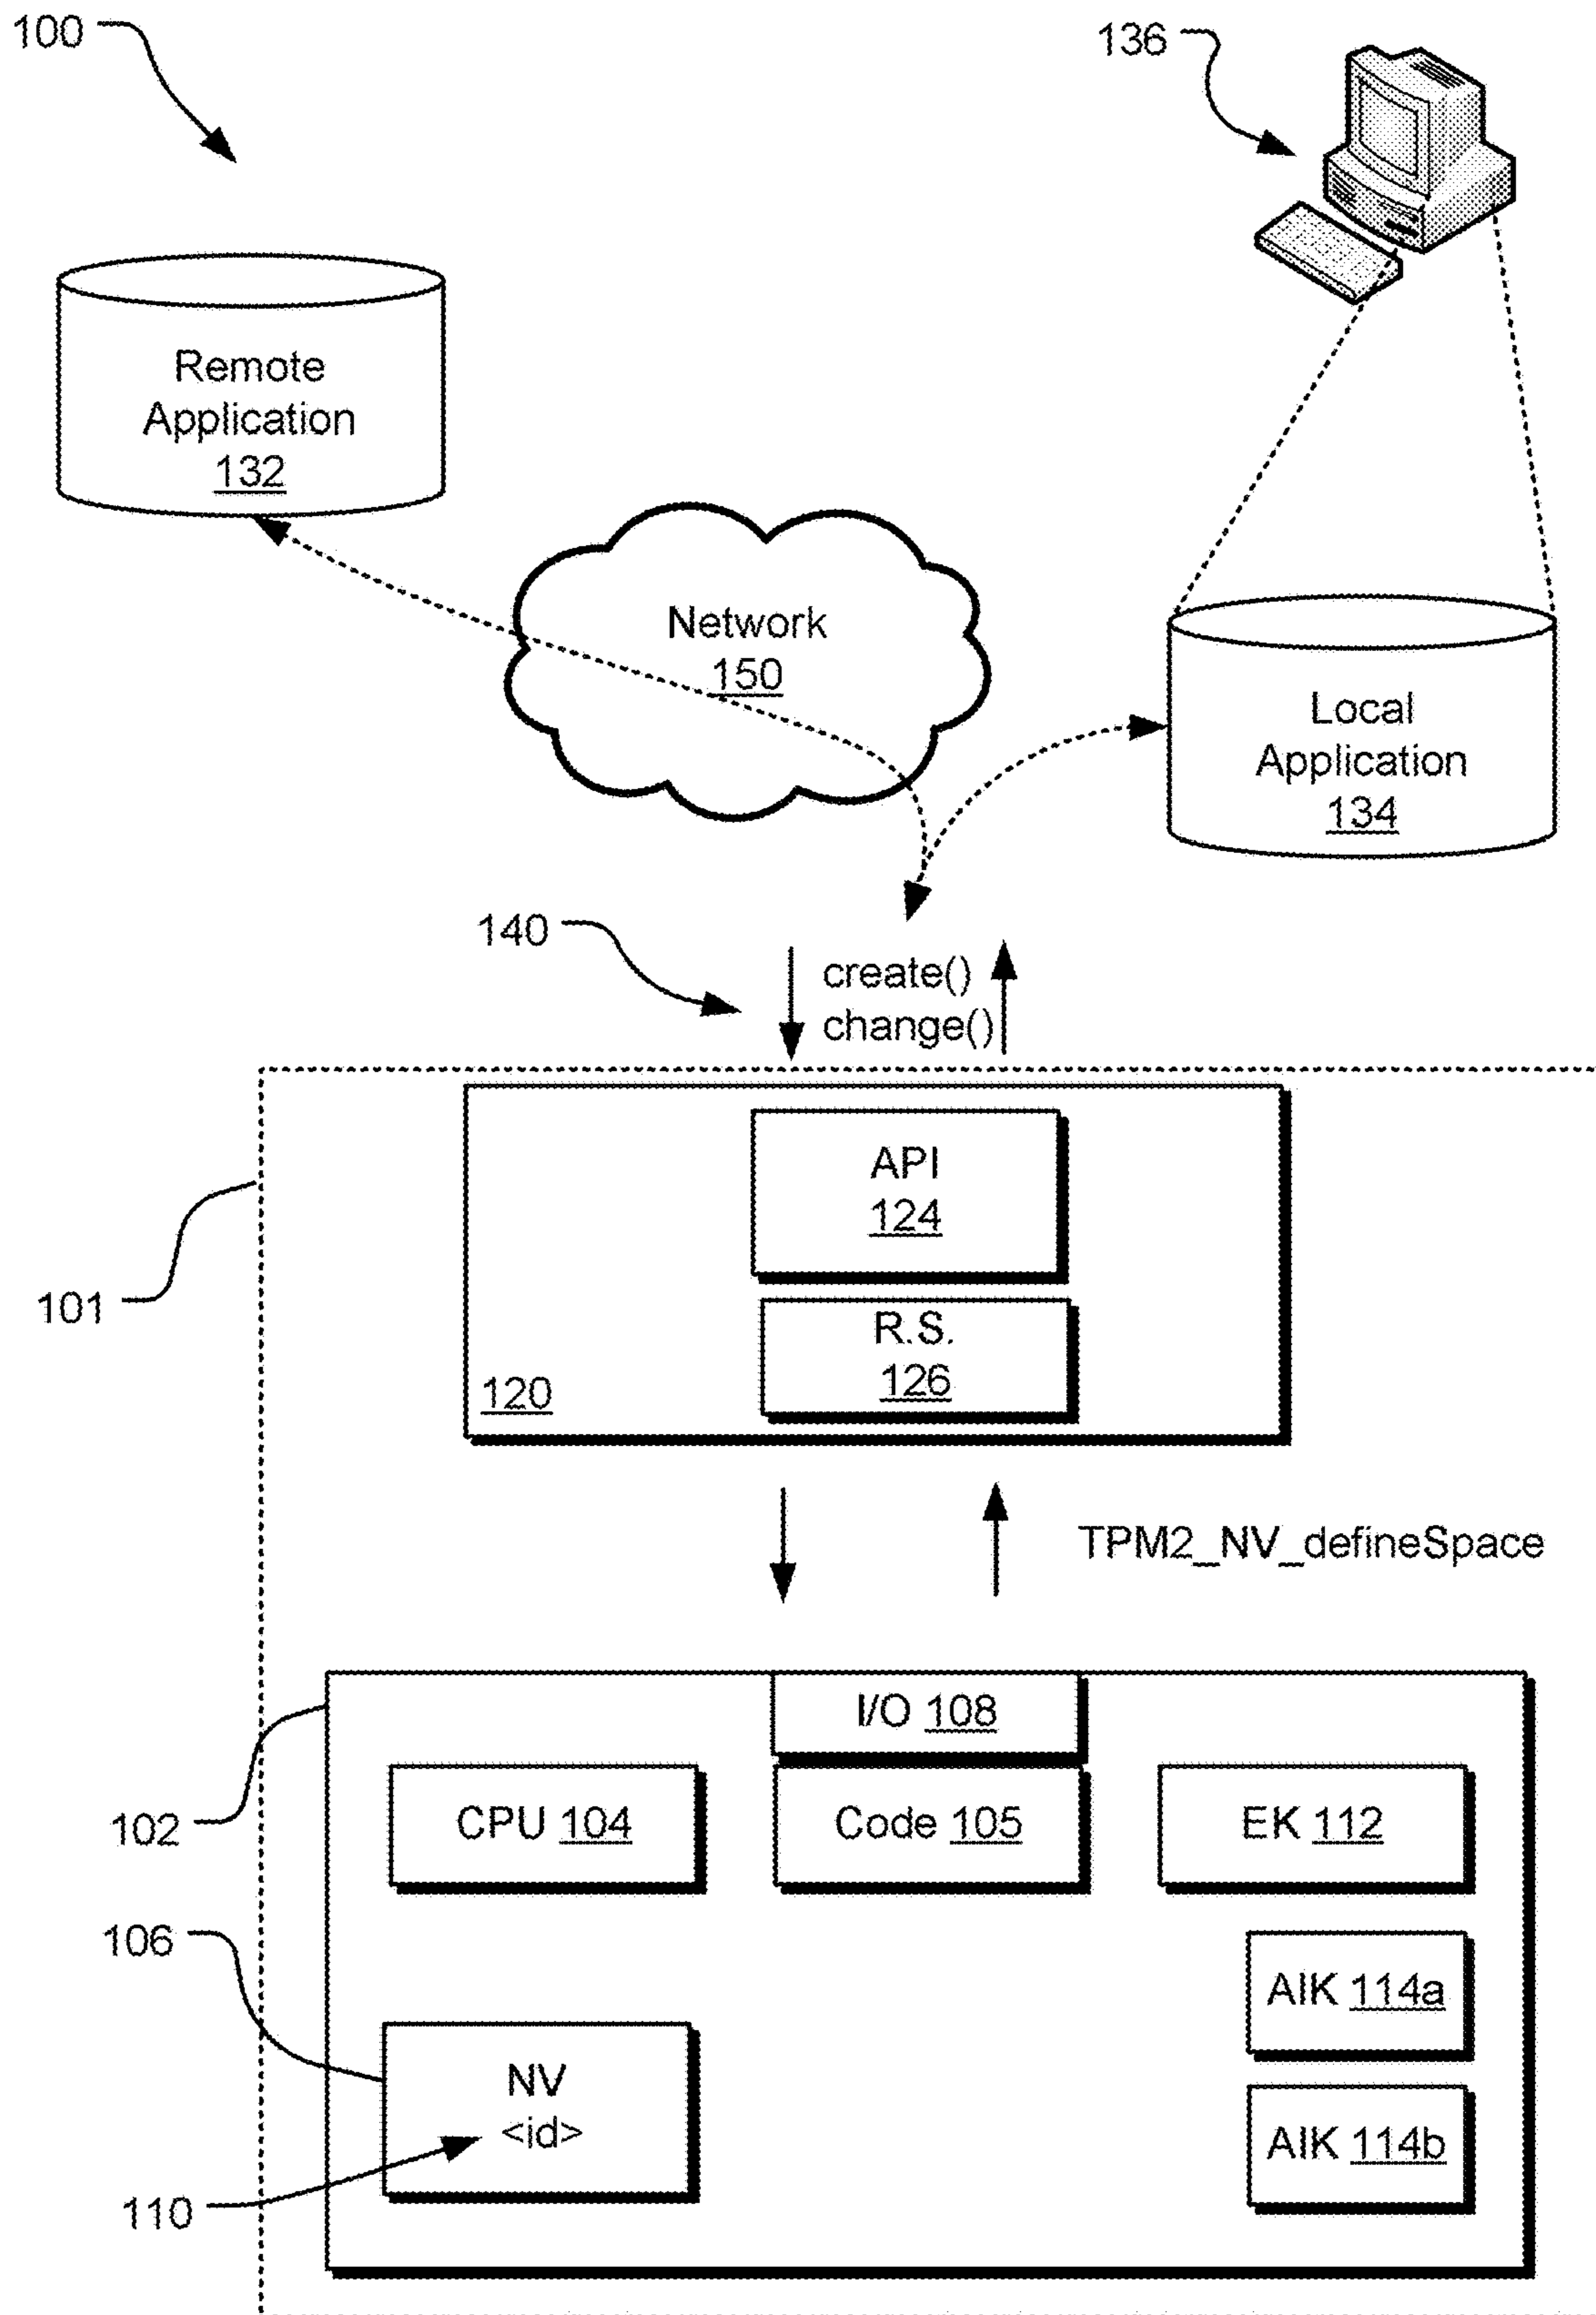 100
136
Remote
Application
132
Network
150
Local
Application
134
140
create()
change()
API
124
101
R.S.
126
120
TPM2_NV_defineSpace
I/O 108
102
CPU 104
Code 105
EK 112
106
AIK 114a
NV
<id>
AIK 114b
110